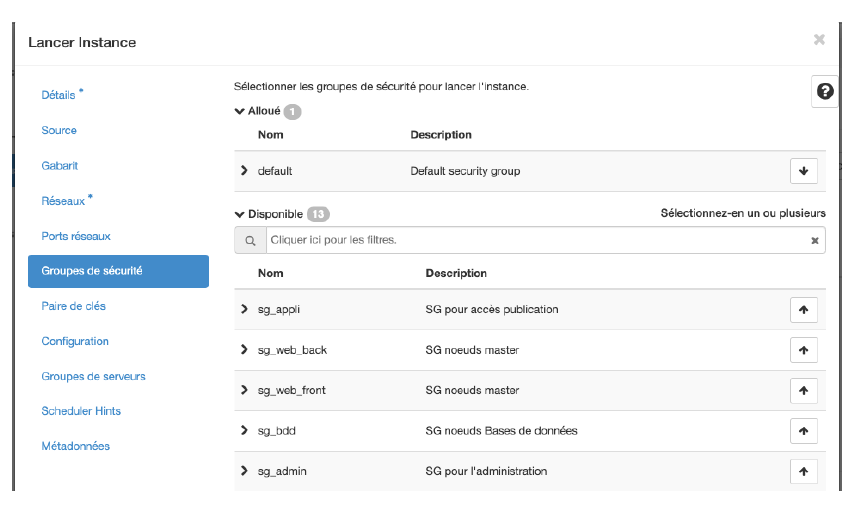 Lancer Instance
Détails *
Source
Gabarit
Réseaux *
Ports réseaux
Groupes de sécurité
Paire de clés
Configuration
Groupes de serveurs
Scheduler Hints
Métadonnées
Sélectionner les groupes de sécurité pour lancer l'instance.
Alloué 1
Nom Description
default Default security group
Disponible 13 Sélectionnez-en un ou plusieurs
Cliquer ici pour les filtres.
Nom Description
sg_appli SG pour accès publication
sg_web_back SG noeuds master
sg_web_front SG noeuds master
sg_bdd SG noeuds Bases de données
sg_admin SG pour l'administration